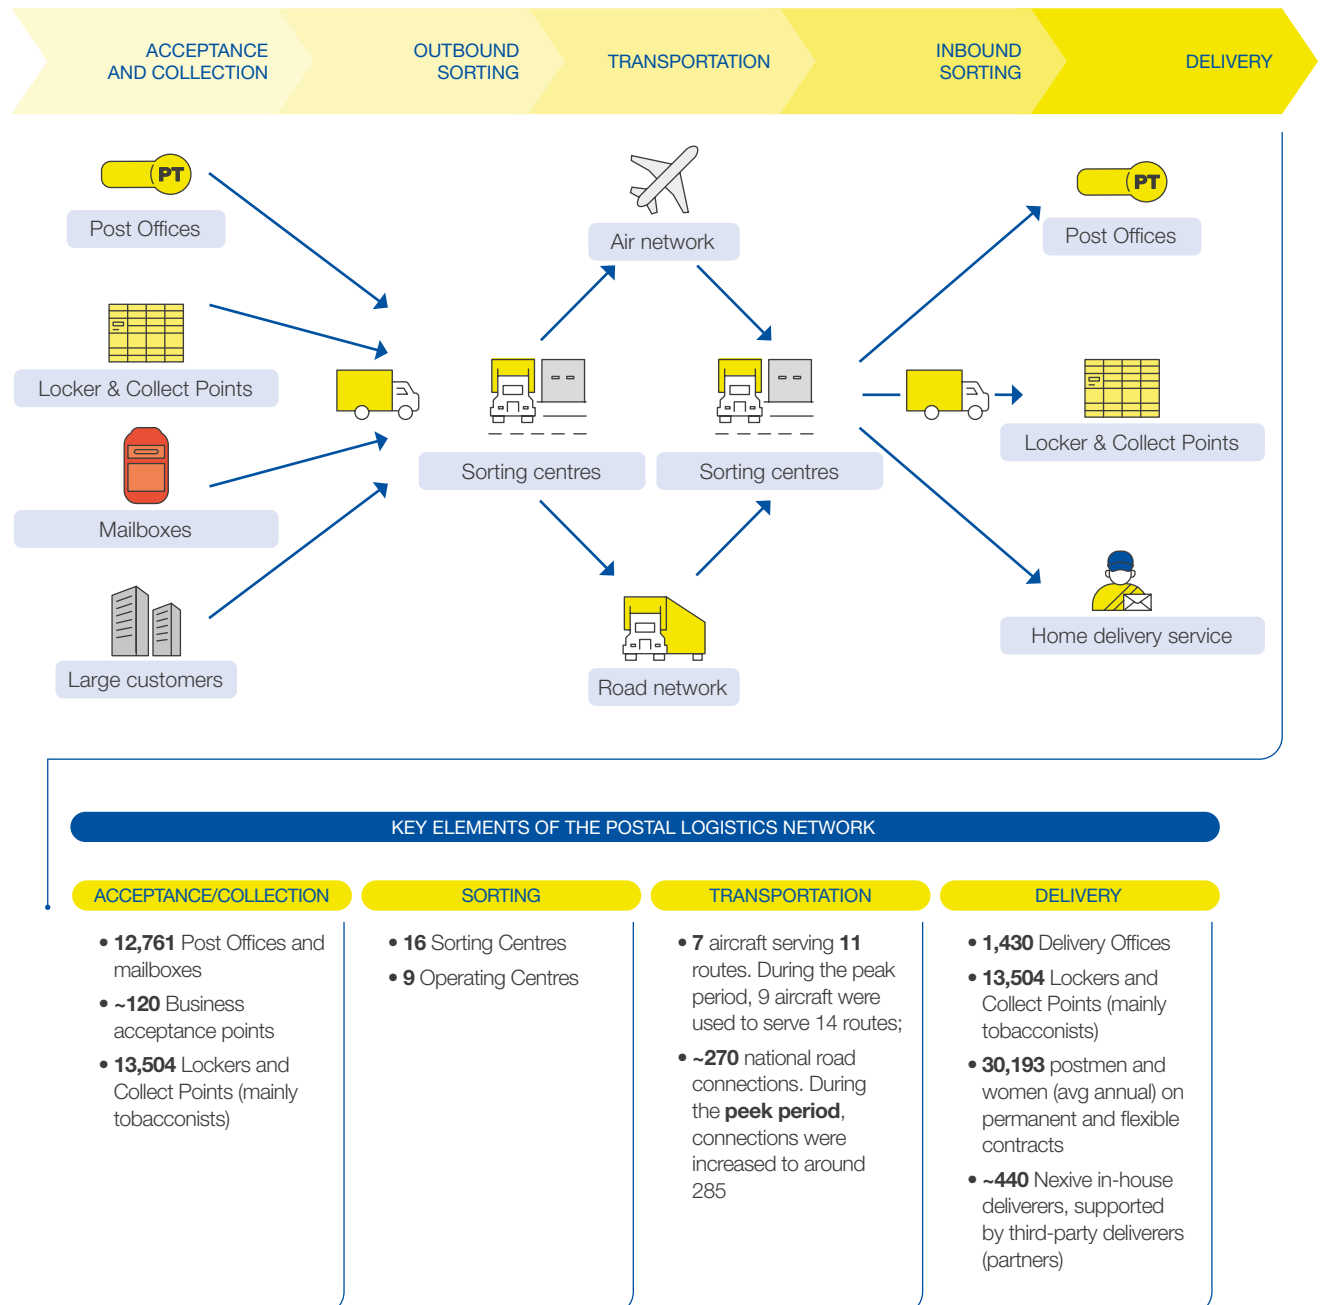 ACCEPTANCE
AND COLLECTION
OUTBOUND
SORTING
TRANSPORTATION
INBOUND
SORTING
DELIVERY
PT
Post Offices
Locker & Collect Points
Mailboxes
Large customers
Air network
Sorting centres
Sorting centres
Road network
PT
Post Offices
Locker & Collect Points
Home delivery service
KEY ELEMENTS OF THE POSTAL LOGISTICS NETWORK
ACCEPTANCE/COLLECTION
• 12,761 Post Offices and
mailboxes
• ~120 Business
acceptance points
• 13,504 Lockers and
Collect Points (mainly
tobacconists)
SORTING
• 16 Sorting Centres
• 9 Operating Centres
TRANSPORTATION
• 7 aircraft serving 11
routes. During the peak
period, 9 aircraft were
used to serve 14 routes;
• ~270 national road
connections. During
the peek period,
connections were
increased to around
285
DELIVERY
• 1,430 Delivery Offices
• 13,504 Lockers and
Collect Points (mainly
tobacconists)
• 30,193 postmen and
women (avg annual) on
permanent and flexible
contracts
• ~440 Nexive in-house
deliverers, supported
by third-party deliverers
(partners)